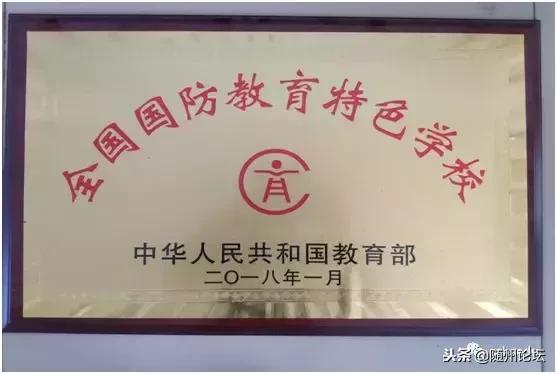 全国国防教育特色学校
中华人民共和国教育部
二〇一八年一月
头条@随州论坛